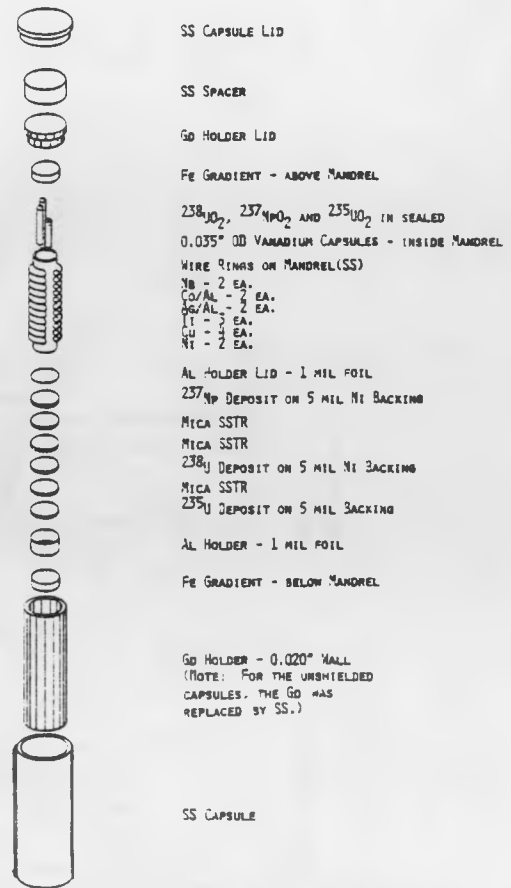 SS CAPSULE LID
SS SPACER
GD HOLDER LID
FE GRADIENT - ABOVE MANDREL
238UO2, 237NPO2 AND 235UO2 IN SEALED
0.035" OD VANADIUM CAPSULES - INSIDE MANDREL
WIRE RINGS ON MANDREL(SS)
NB - 2 EA.
CO/AL - 2 EA.
AG/AL - 2 EA.
TI - EA.
CU - EA.
NI - 2 EA.
AL HOLDER LID - 1 MIL FOIL
237NP DEPOSIT ON 5 MIL NI BACKING
MICA SSTR
MICA SSTR
238U DEPOSIT ON 5 MIL NI BACKING
MICA SSTR
235U DEPOSIT ON 5 MIL BACKING
AL HOLDER - 1 MIL FOIL
FE GRADIENT - BELOW MANDREL
GD HOLDER - 0.020" WALL
(NOTE: FOR THE UNSHIELDED
CAPSULES, THE GD WAS
REPLACED BY SS.)
SS CAPSULE